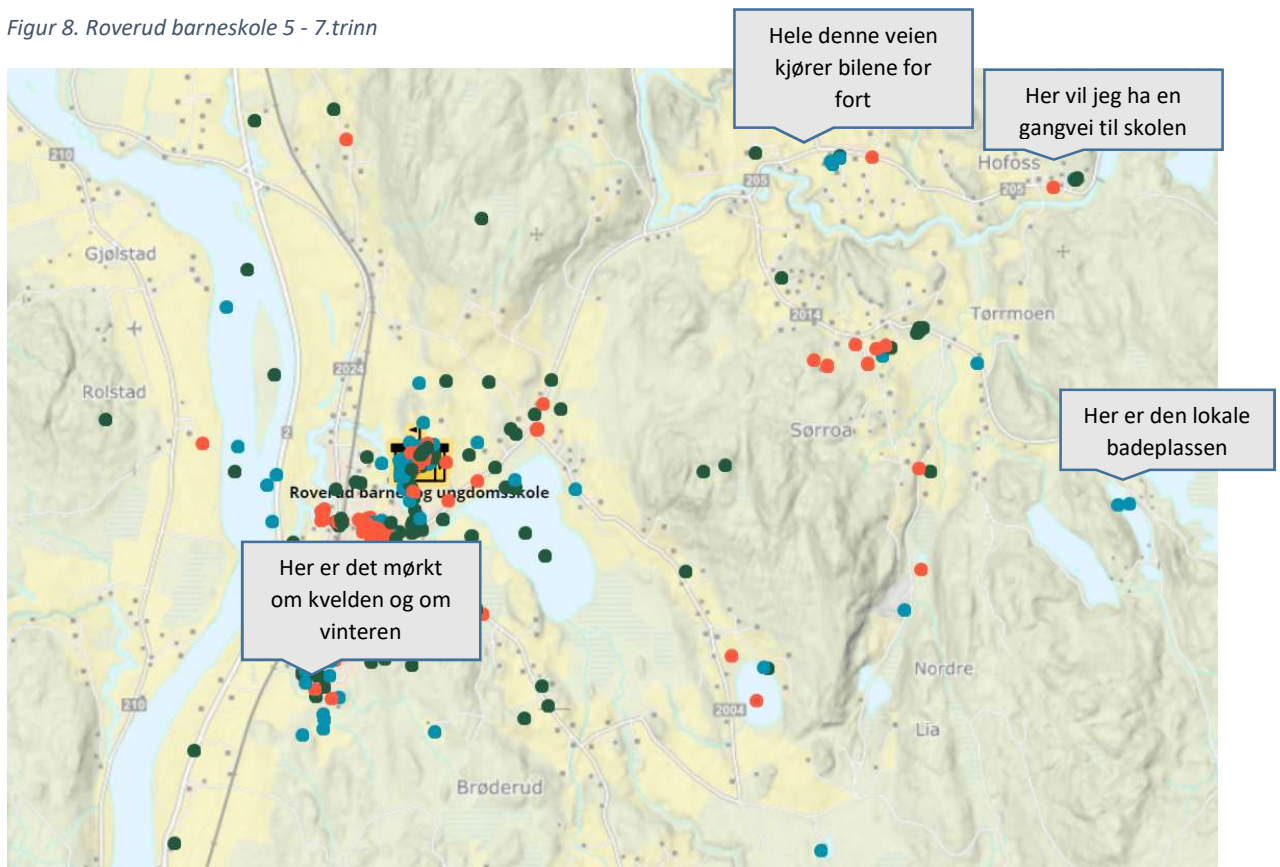 Figur 8. Roverud barneskole 5 - 7.trinn
Hele denne veien
kjører bilene for
fort
Her vil jeg ha en
gangvei til skolen
210
Hofoss
205
205
Gjølstad
2014
Tørrmoen
2024
Rolstad
2
Sørroa
Her er den lokale
badeplassen
Roverud barne- og ungdomsskole
Her er det mørkt
om kvelden og om
vinteren
Nordre
210
2004
Lia
Brøderud